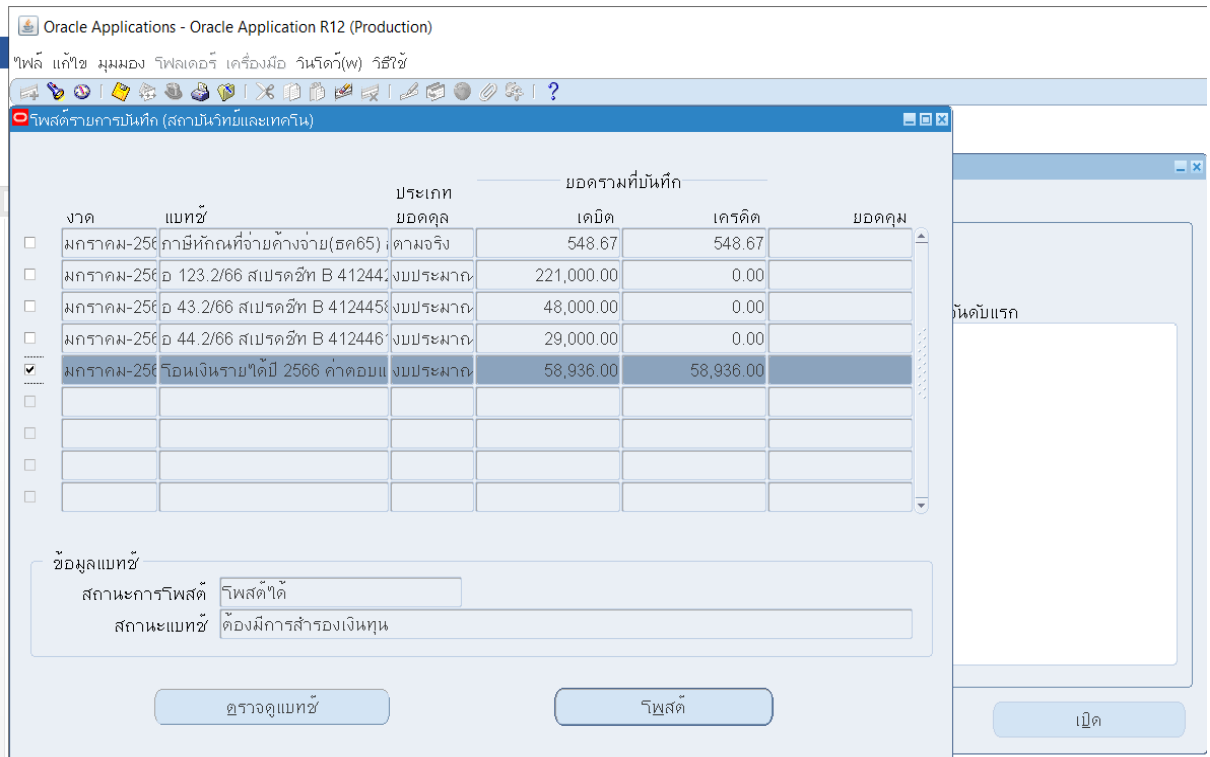 Oracle Applications - Oracle Application R12 (Production)
ไฟล์ แก้ไข มุมมอง โฟลเดอร์ เครื่องมือ วินโดว์(w) วิธีใช้
โพสต์รายการบันทึก (สถาบันวิทย์และเทคโน)
ยอดรวมที่บันทึก
ประเภท
งวด แบทช์ ยอดดุล เดบิต เครดิต ยอดคุม
มกราคม-256 ภาษีหักณที่จ่ายค้างจ่าย(ธค65) ตามจริง 548.67 548.67
มกราคม-256 อ 123.2/66 สเปรดชีท B 412442 งบประมาณ 221,000.00 0.00
มกราคม-256 อ 43.2/66 สเปรดชีท B 4124458 งบประมาณ 48,000.00 0.00
มกราคม-256 อ 44.2/66 สเปรดชีท B 412446 งบประมาณ 29,000.00 0.00
มกราคม-256 โอนเงินรายได้ปี 2566 ค่าตอบแ งบประมาณ 58,936.00 58,936.00
อันดับแรก
ข้อมูลแบทช์
สถานะการโพสต์ โพสต์ได้
สถานะแบทช์ ต้องมีการสำรองเงินทุน
ตรวจดูแบทช์ โพสต์
เปิด